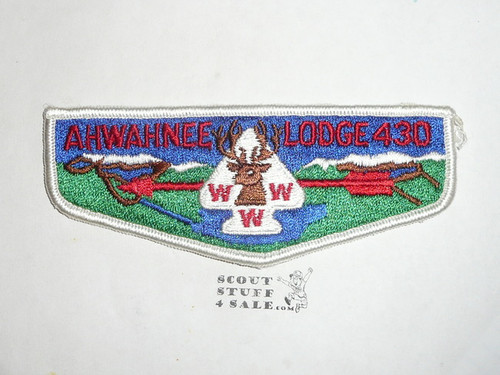 AHWAHNEE LODGE 430
W W
W
SCOUT
STUFF
4 SALE.com